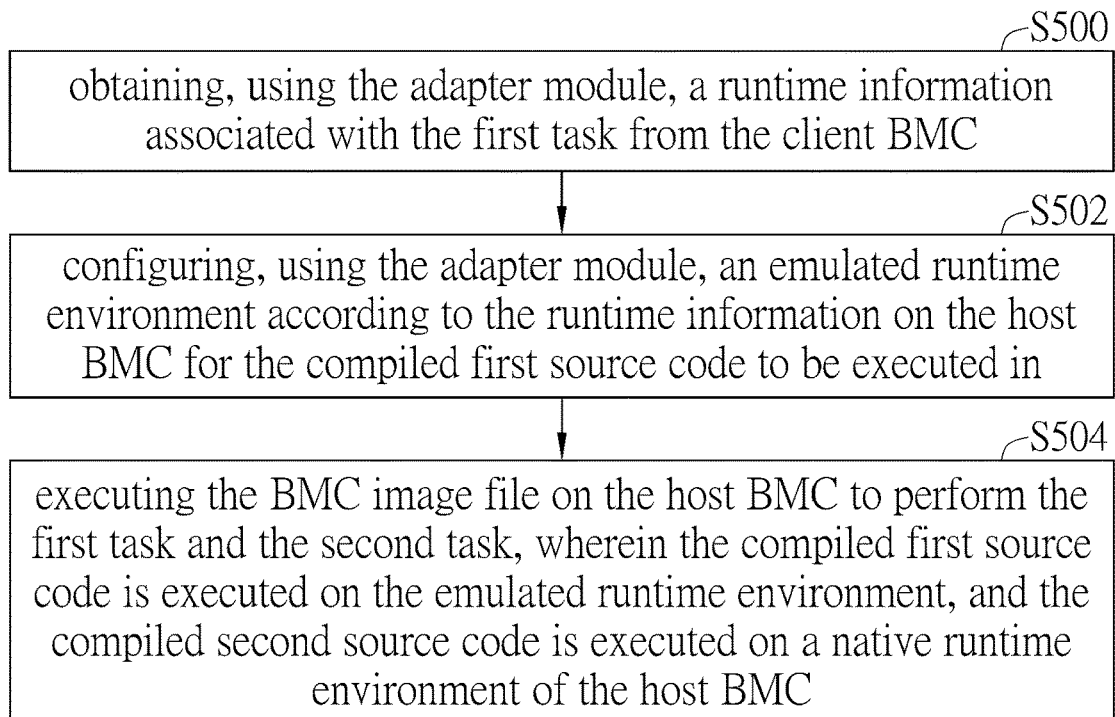 S500
obtaining, using the adapter module, a runtime information
associated with the first task from the client BMC
S502
configuring, using the adapter module, an emulated runtime
environment according to the runtime information on the host
BMC for the compiled first source code to be executed in
S504
executing the BMC image file on the host BMC to perform the
first task and the second task, wherein the compiled first source
code is executed on the emulated runtime environment, and the
compiled second source code is executed on a native runtime
environment of the host BMC